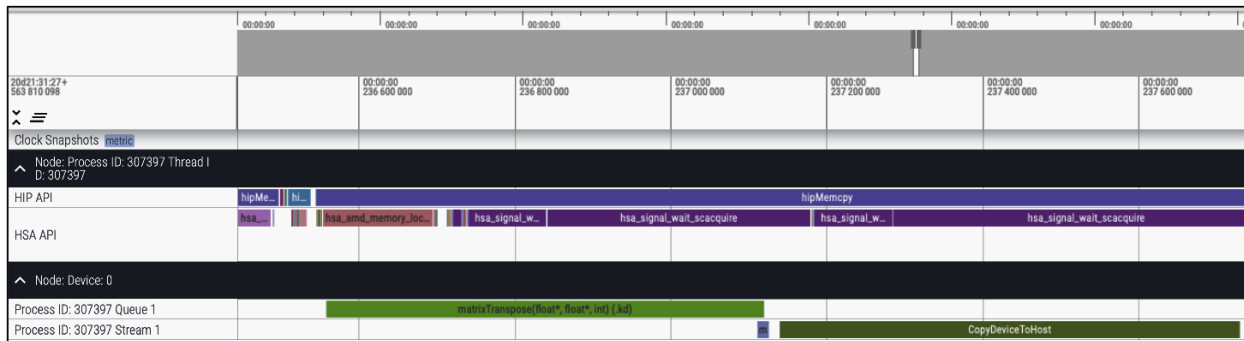 00:00:00 00:00:00 00:00:00 00:00:00 00:00:00 00:00:00 00:00:00
20d21:31:27+
563 810 098
00:00:00 00:00:00 00:00:00 00:00:00 00:00:00 00:00:00
236 600 000 236 800 000 237 000 000 237 200 000 237 400 000 237 600 000
Clock Snapshots metric
Node: Process ID: 307397 Thread I
D: 307397
HIP API hipMe... hi... hipMemcpy
hsa_... hsa_amd_memory_loc... hsa_signal_w... hsa_signal_wait_scacquire hsa_signal_w... hsa_signal_wait_scacquire
HSA API
Node: Device: 0
Process ID: 307397 Queue 1 matrixTranspose(float*, float*, int) (.kd)
Process ID: 307397 Stream 1 m CopyDeviceToHost